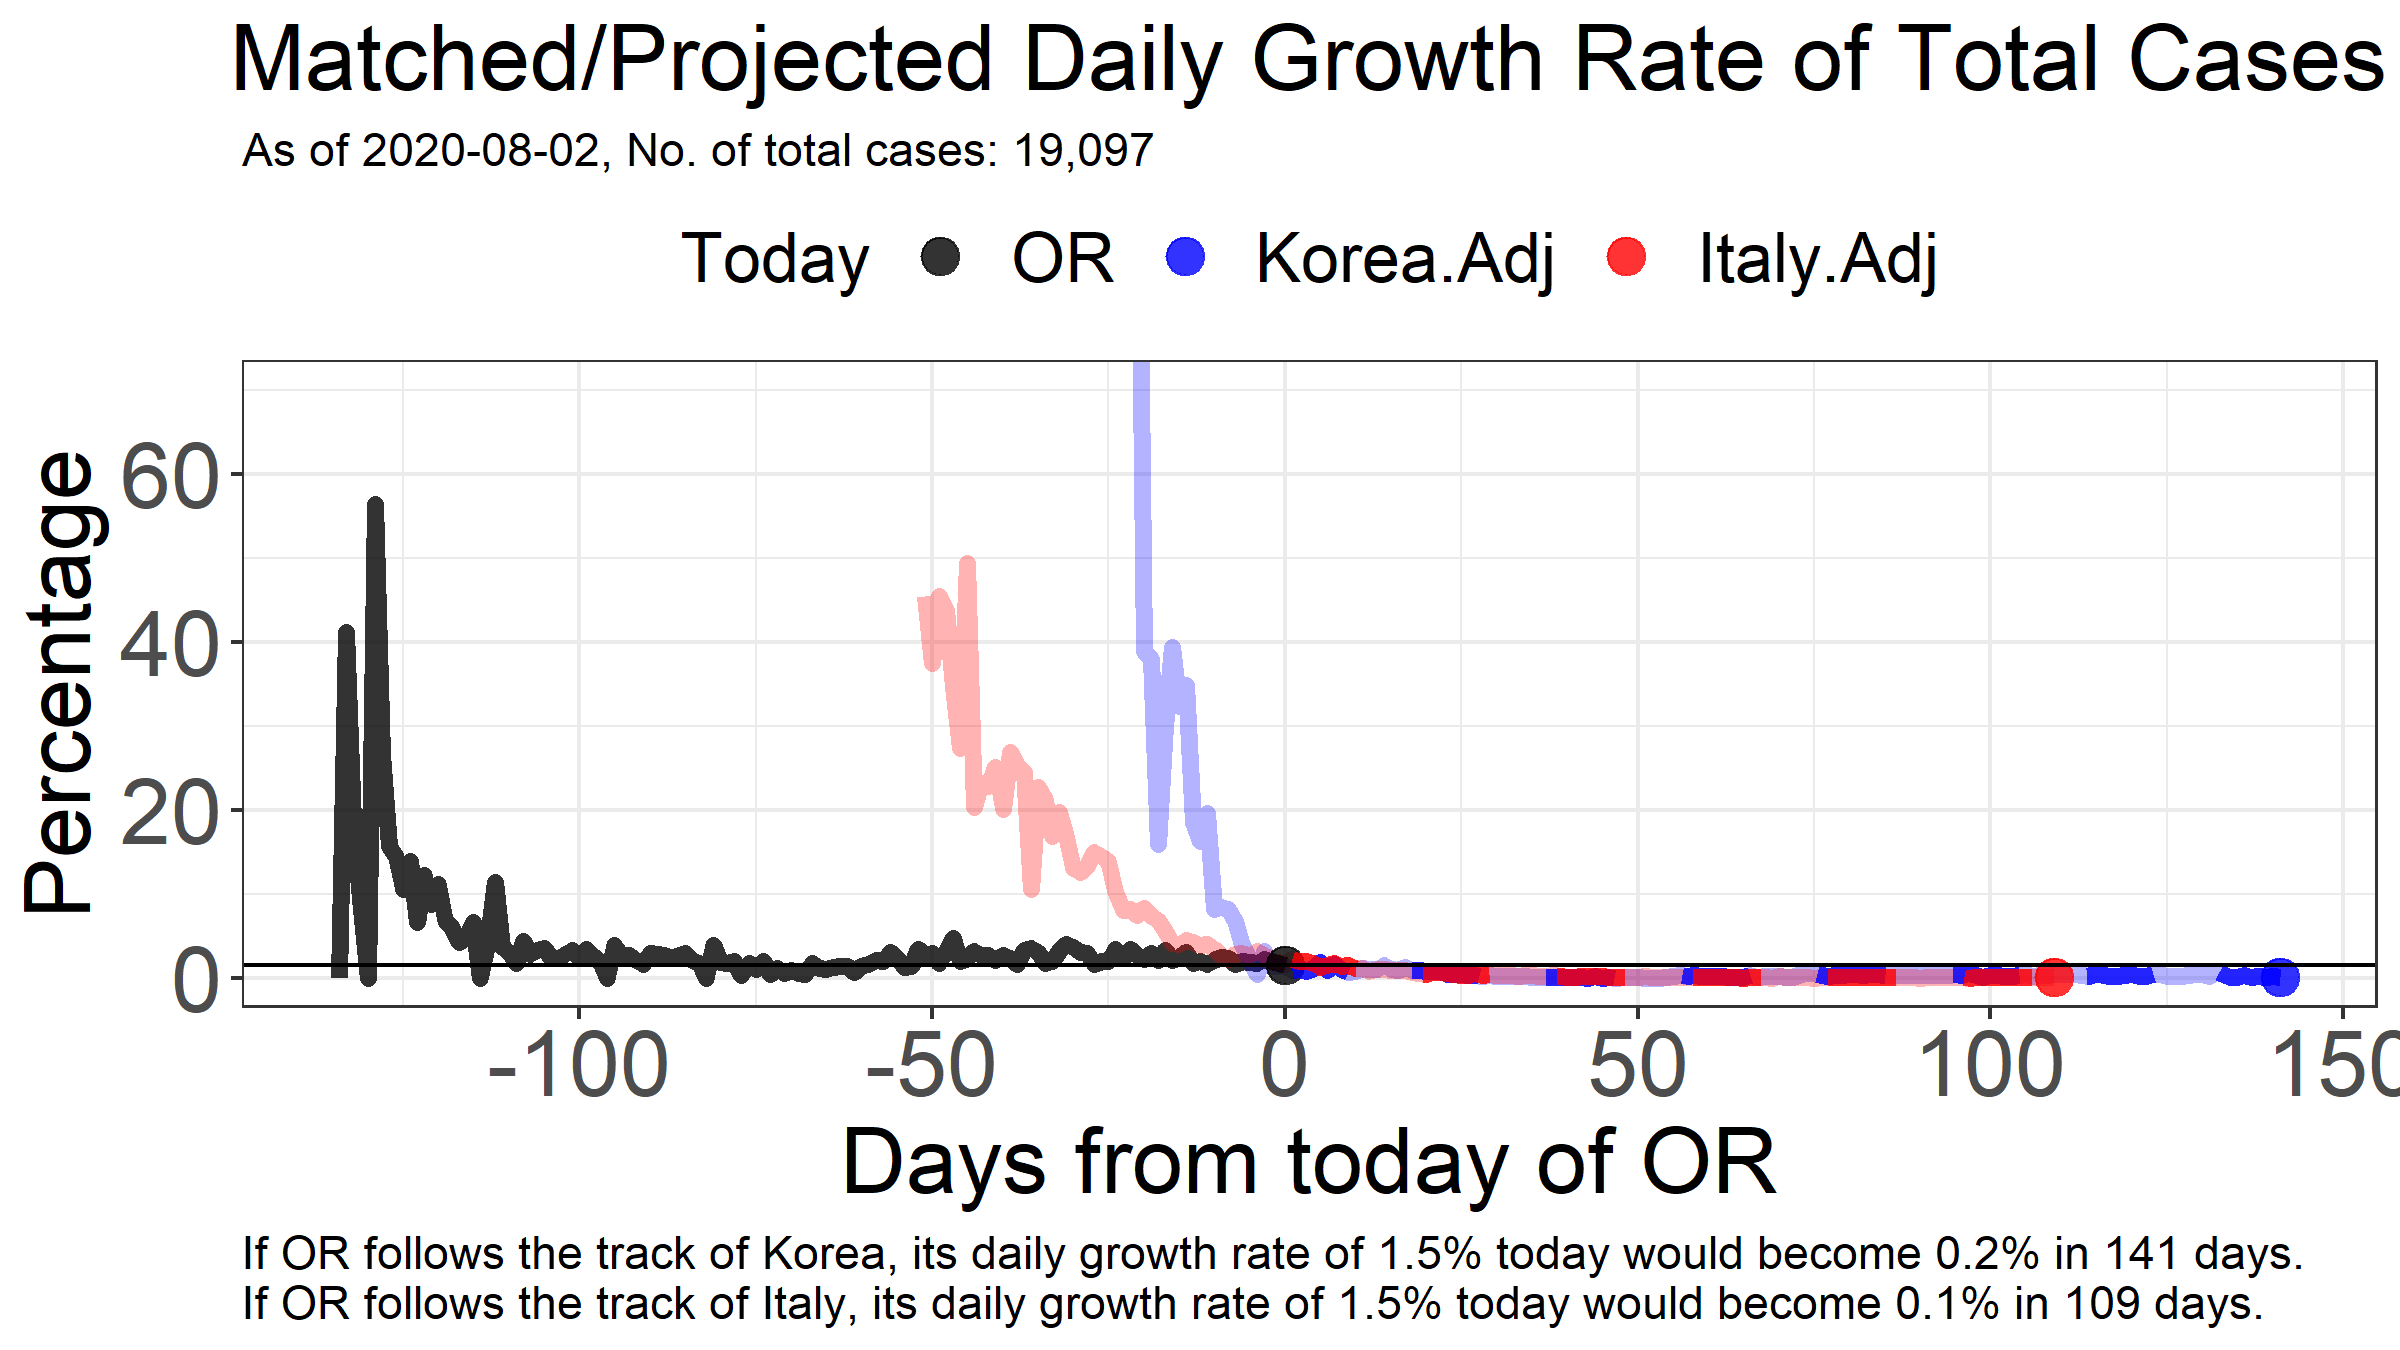 Matched/Projected Daily Growth Rate of Total Cases
As of 2020-08-02, No. of total cases: 19,097
Today OR Korea.Adj Italy.Adj
Percentage
60
40
20
0
-100 -50 0 50 100 150
Days from today of OR
If OR follows the track of Korea, its daily growth rate of 1.5% today would become 0.2% in 141 days.
If OR follows the track of Italy, its daily growth rate of 1.5% today would become 0.1% in 109 days.